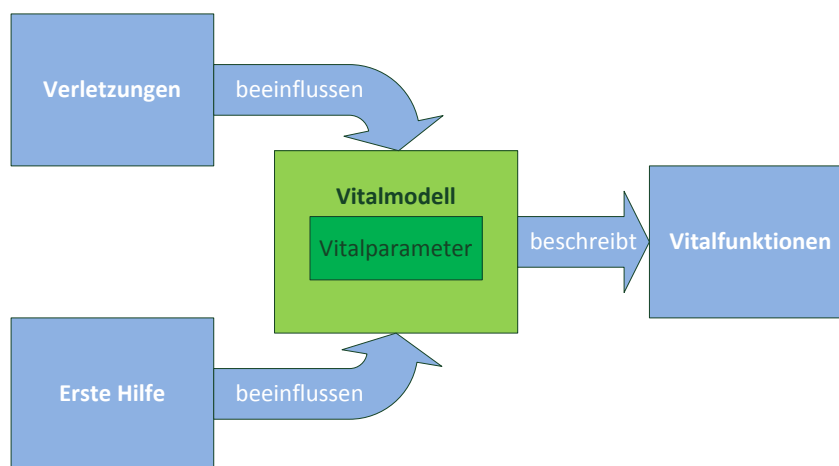 Verletzungen
beeinflussen
Vitalmodell
Vitalparameter
beschreibt
Vitalfunktionen
Erste Hilfe
beeinflussen